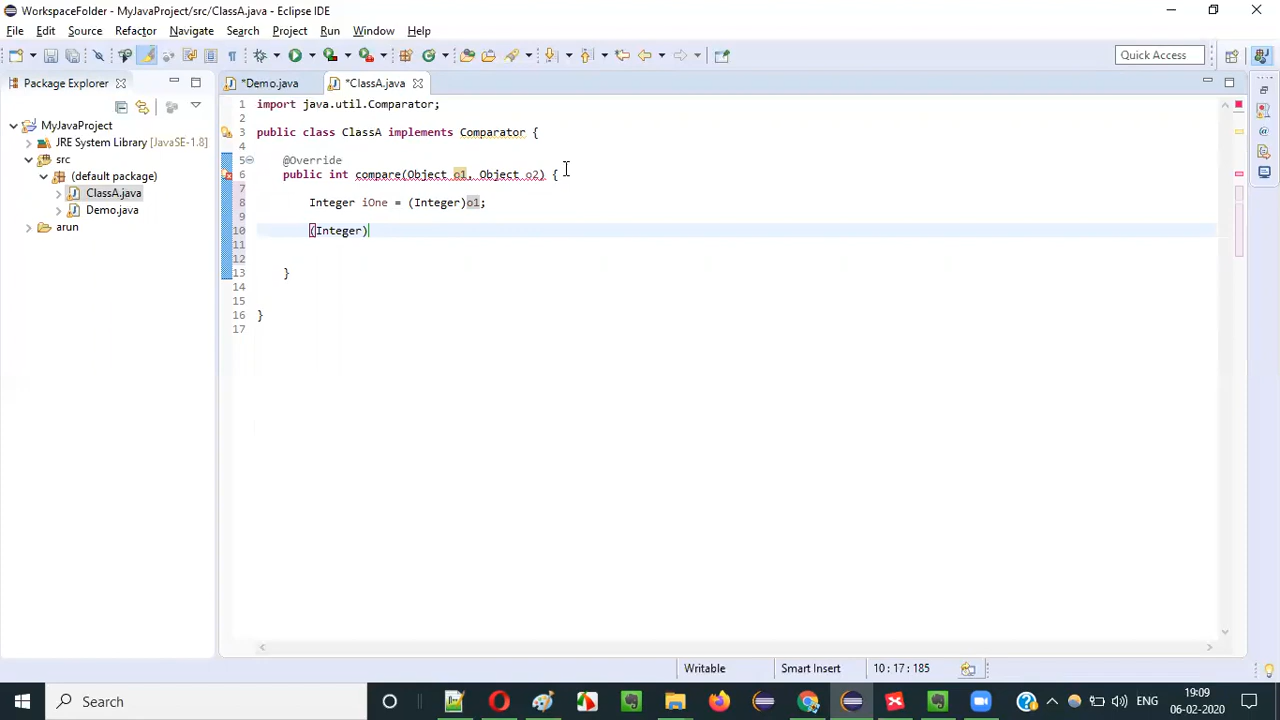 WorkspaceFolder - MyJavaProject/src/ClassA.java - Eclipse IDE
File Edit Source Refactor Navigate Search Project Run Window Help
Quick Access
Package Explorer
*Demo.java
*ClassA.java
MyJavaProject
JRE System Library [JavaSE-1.8]
src
(default package)
ClassA.java
Demo.java
arun
1 import java.util.Comparator;
2
3 public class ClassA implements Comparator {
4
5 @Override
6 public int compare(Object o1, Object o2) {
7
8 Integer iOne = (Integer)o1;
9
10 (Integer)
11
12
13 }
14
15
16 }
17
Writable Smart Insert 10 : 17 : 185
Search
ENG
19:09
06-02-2020